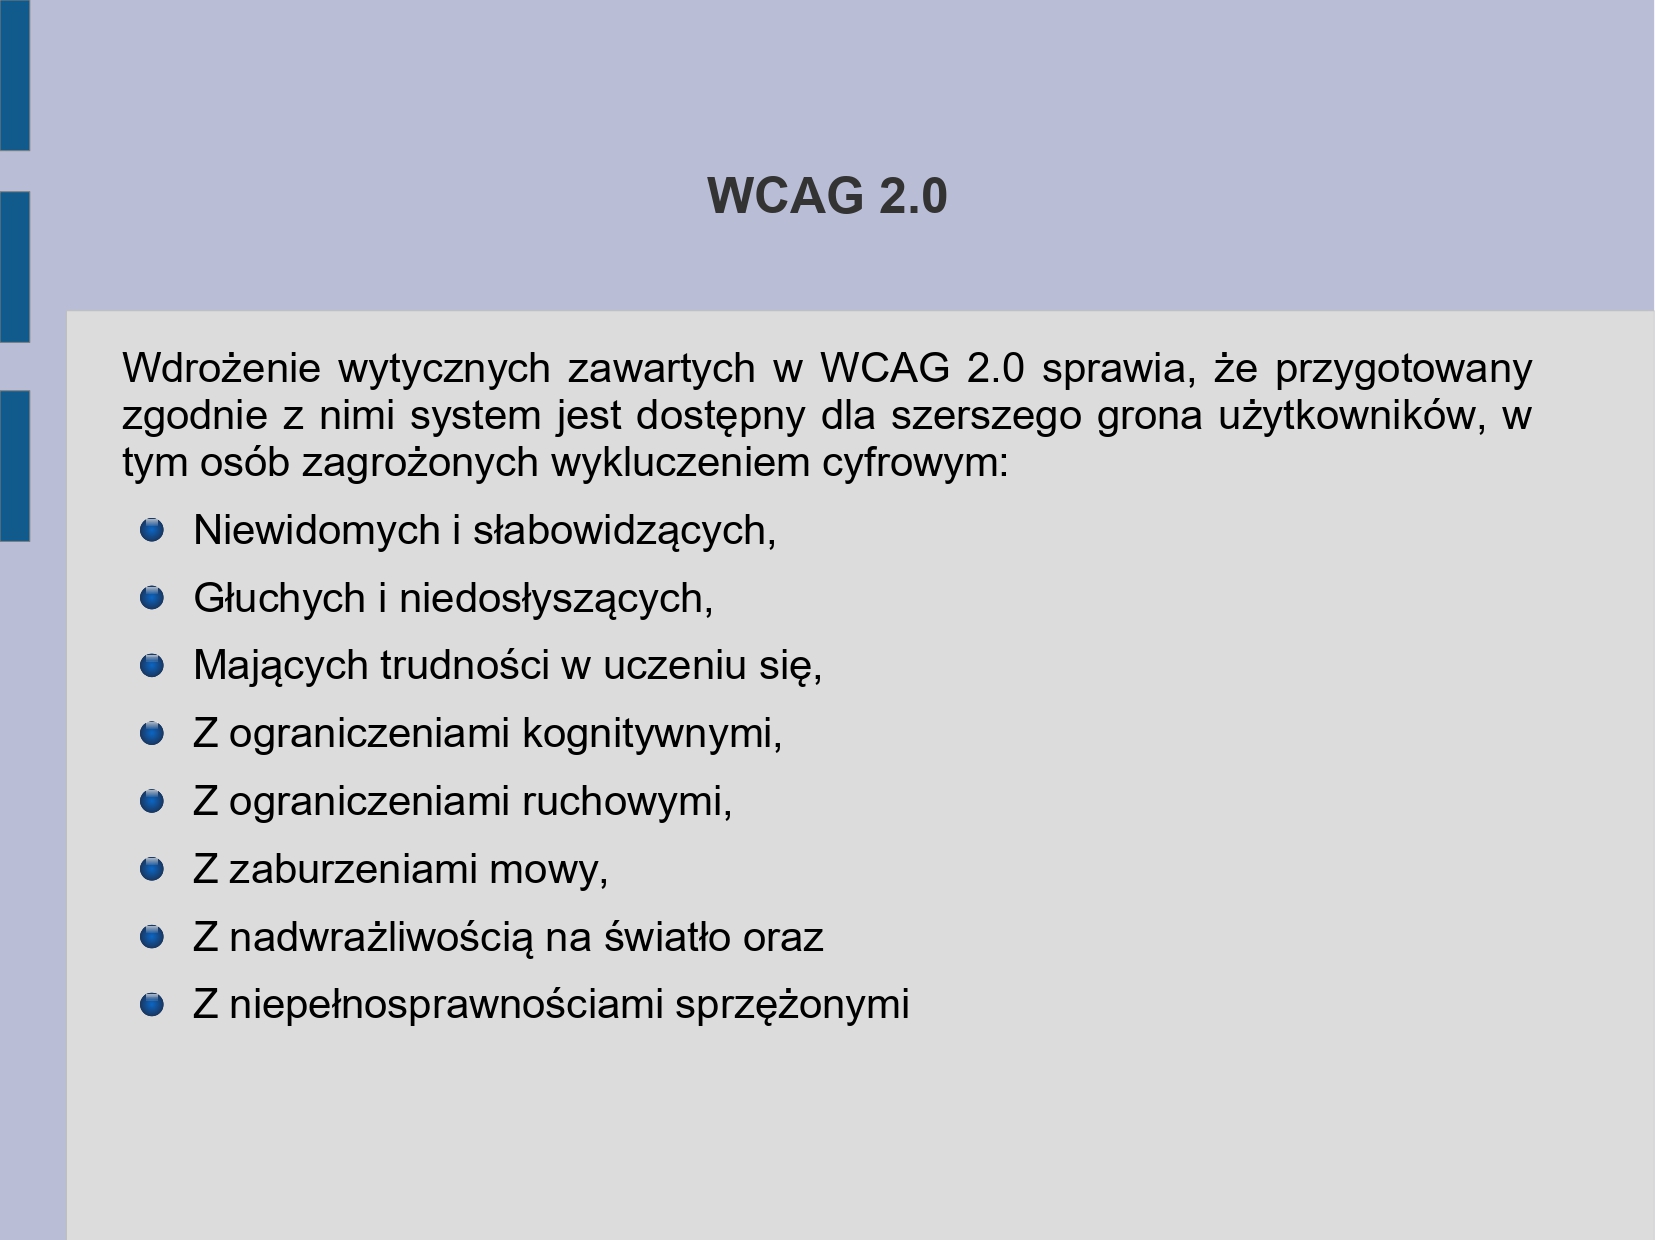 WCAG 2.0
Wdrożenie wytycznych zawartych w WCAG 2.0 sprawia, że przygotowany
zgodnie z nimi system jest dostępny dla szerszego grona użytkowników, w
tym osób zagrożonych wykluczeniem cyfrowym:
Niewidomych i słabowidzących,
Głuchych i niedosłyszących,
Mających trudności w uczeniu się,
Z ograniczeniami kognitywnymi,
Z ograniczeniami ruchowymi,
Z zaburzeniami mowy,
Z nadwrażliwością na światło oraz
Z niepełnosprawnościami sprzężonymi